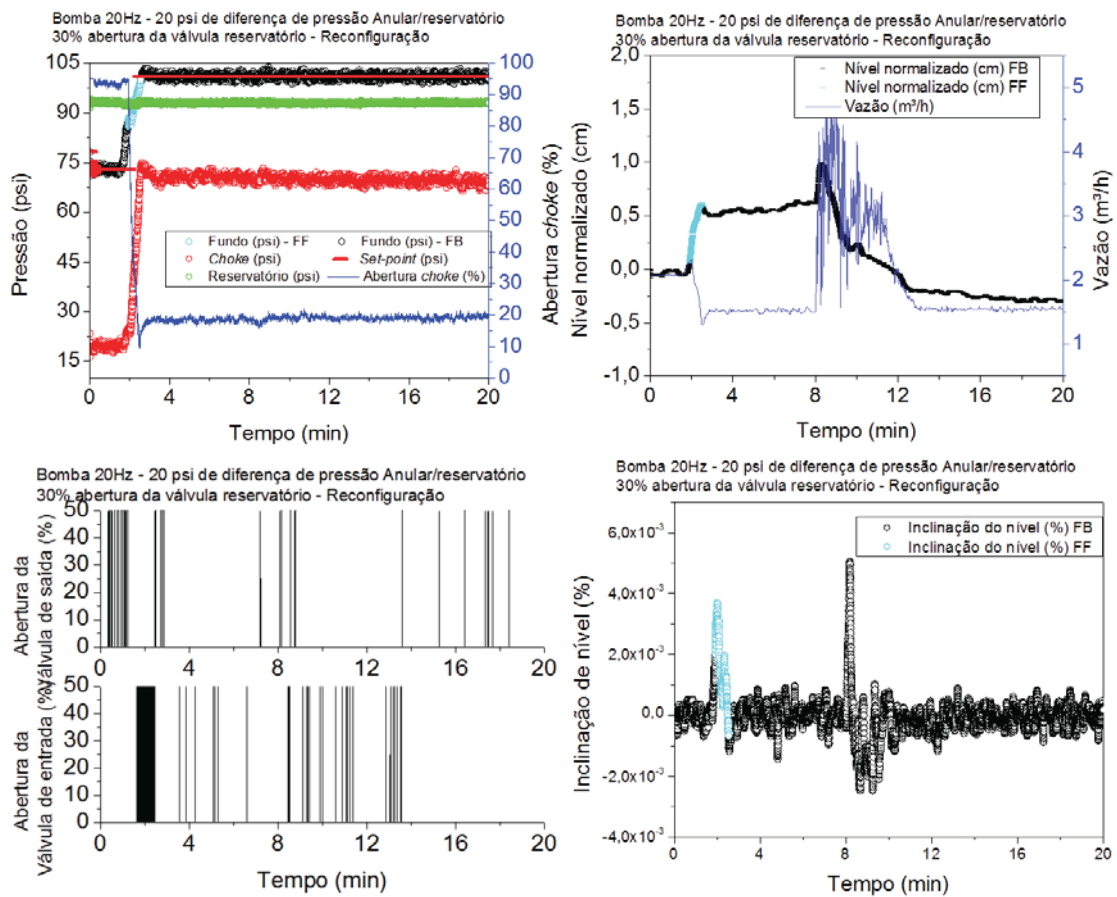 Bomba 20Hz - 20 psi de diferença de pressão Anular/reservatório
30% abertura da válvula reservatório - Reconfiguração
105
90
75
60
45
30
15
Pressão (psi)
100
90
80
70
60
50
40
30
20
10
0
Abertura choke (%)
Fundo (psi) - FF
Fundo (psi) - FB
Choke (psi)
Set-point (psi)
Reservatório (psi)
Abertura choke (%)
0 4 8 12 16 20
Tempo (min)
Bomba 20Hz - 20 psi de diferença de pressão Anular/reservatório
30% abertura da válvula reservatório - Reconfiguração
2,0
1,5
1,0
0,5
0,0
-0,5
-1,0
Nível normalizado (cm)
Nível normalizado (cm) FB
Nível normalizado (cm) FF
Vazão (m³/h)
5
4
3
2
1
Vazão (m³/h)
0 4 8 12 16 20
Tempo (min)
Bomba 20Hz - 20 psi de diferença de pressão Anular/reservatório
30% abertura da válvula reservatório - Reconfiguração
50
40
30
20
10
0
Abertura da
Válvula de saída (%)
0 4 8 12 16 20
50
40
30
20
10
0
Abertura da
Válvula de entrada (%)
0 4 8 12 16 20
Tempo (min)
Bomba 20Hz - 20 psi de diferença de pressão Anular/reservatório
30% abertura da válvula reservatório - Reconfiguração
6,0x10⁻³
4,0x10⁻³
2,0x10⁻³
0,0
-2,0x10⁻³
-4,0x10⁻³
Inclinação de nível (%)
Inclinação do nível (%) FB
Inclinação do nível (%) FF
0 4 8 12 16 20
Tempo (min)